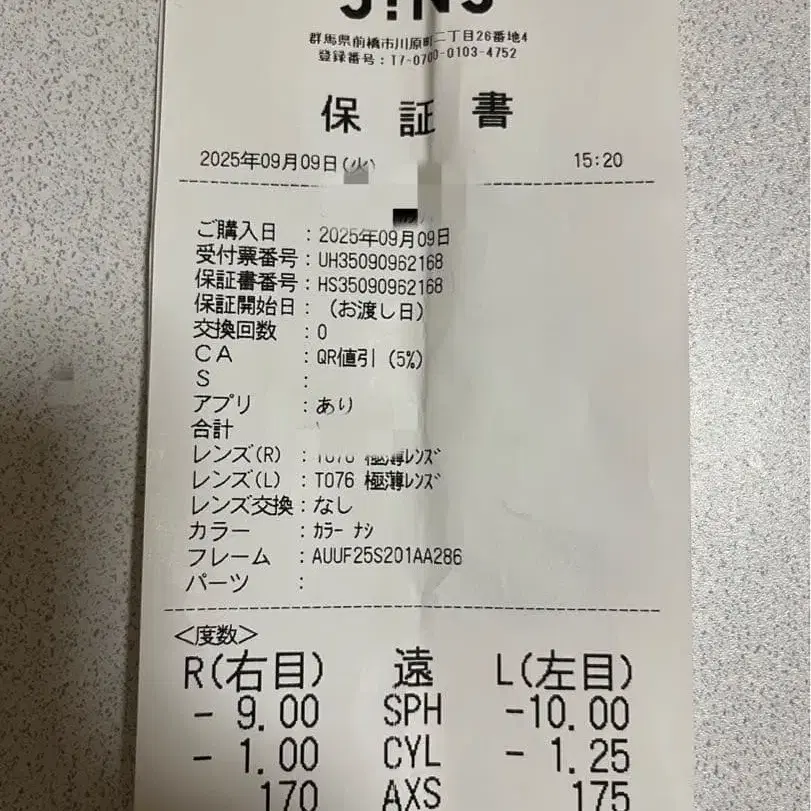 J!NS
群馬県前橋市川原町二丁目26番地4
登録番号:T7-0700-0103-4752
保証書
2025年09月09日(火) 15:20
ご購入日 :2025年09月09日
受付票番号:UH35090962168
保証書番号:HS35090962168
保証開始日: (お渡し日)
交換回数 :0
CA :QR値引 (5%)
S :
アプリ :あり
合計
レンズ(R) : T076 極薄レンズ
レンズ(L) : T076 極薄レンズ
レンズ交換:なし
カラー :カラー ナシ
フレーム :AUUF25S201AA286
パーツ :
<度数>
R(右目) 遠 L(左目)
- 9.00 SPH -10.00
- 1.00 CYL - 1.25
170 AXS 175